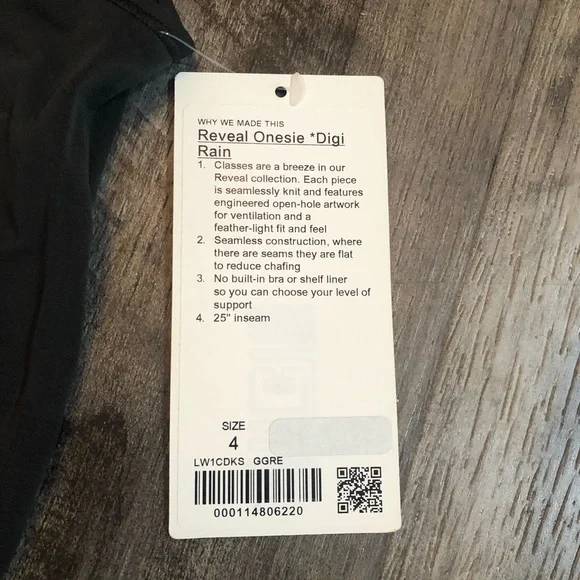 WHY WE MADE THIS
Reveal Onesie *Digi
Rain
1. Classes are a breeze in our
Reveal collection. Each piece
is seamlessly knit and features
engineered open-hole artwork
for ventilation and a
feather-light fit and feel
2. Seamless construction, where
there are seams they are flat
to reduce chafing
3. No built-in bra or shelf liner
so you can choose your level of
support
4. 25" inseam
SIZE
4
LW1CDKS GGRE
000114806220